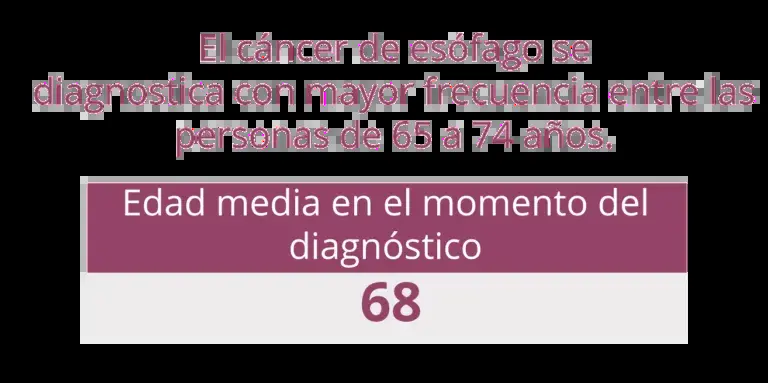 El cáncer de esófago se
diagnostica con mayor frecuencia entre las
personas de 65 a 74 años.
Edad media en el momento del
diagnóstico
68